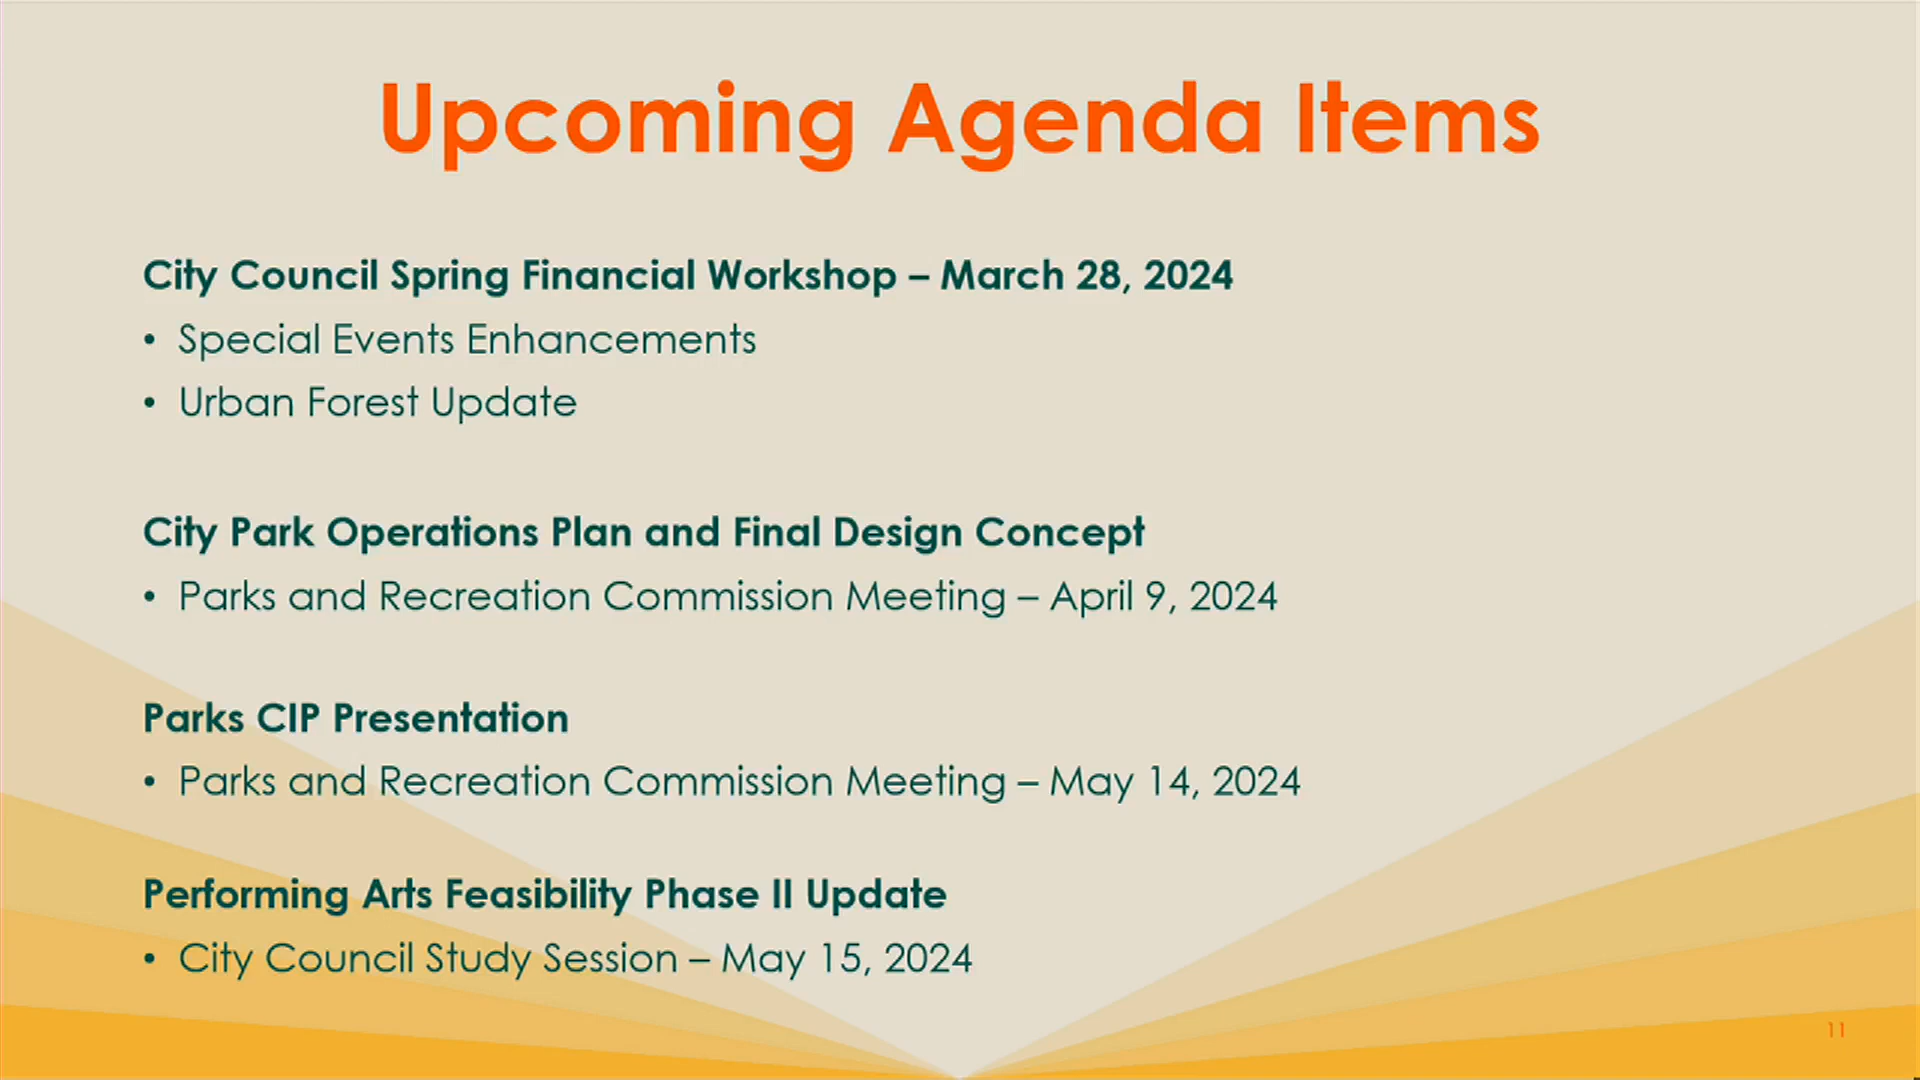 Upcoming Agenda Items
City Council Spring Financial Workshop – March 28, 2024
• Special Events Enhancements
• Urban Forest Update
City Park Operations Plan and Final Design Concept
• Parks and Recreation Commission Meeting – April 9, 2024
Parks CIP Presentation
• Parks and Recreation Commission Meeting – May 14, 2024
Performing Arts Feasibility Phase II Update
• City Council Study Session – May 15, 2024
11